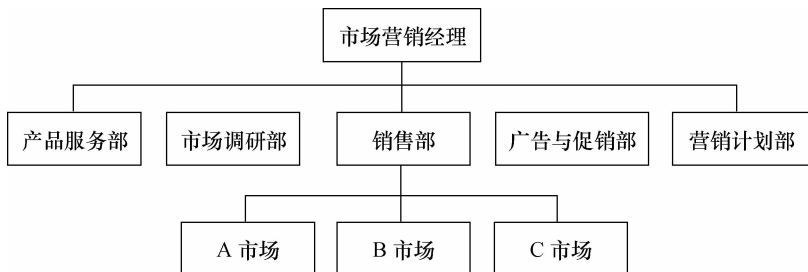 市场营销经理
产品服务部
市场调研部
销售部
广告与促销部
营销计划部
A 市场
B 市场
C 市场